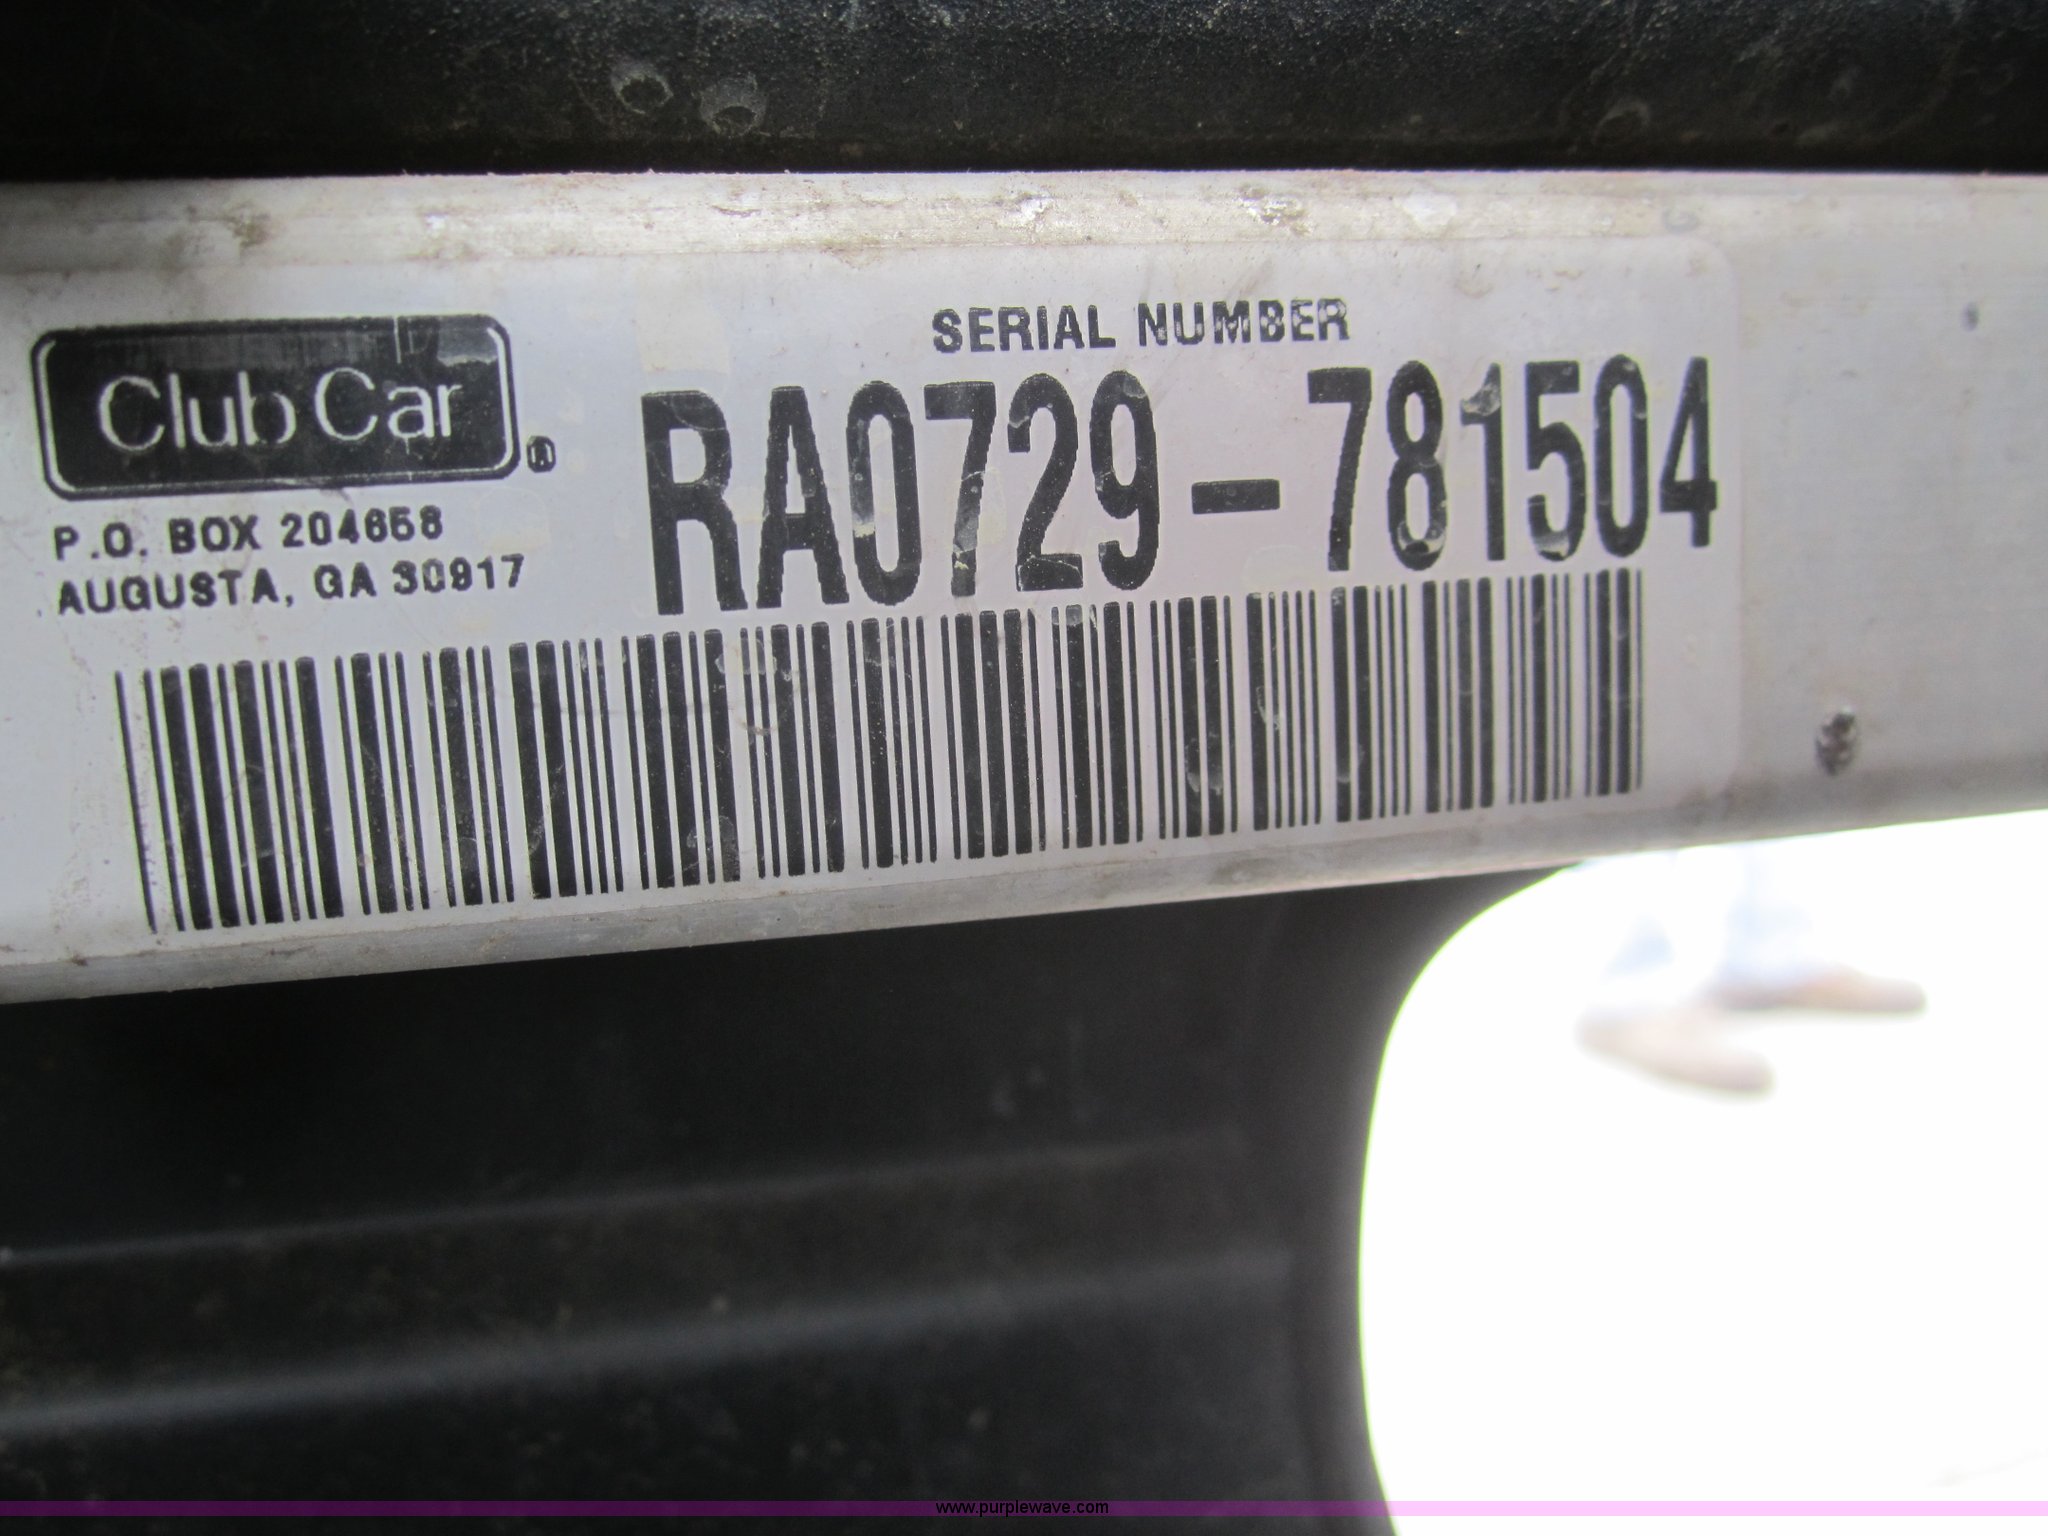 Club Car®
P.O. BOX 204658
AUGUSTA, GA 30917
SERIAL NUMBER
RA0729-781504
www.purplewave.com